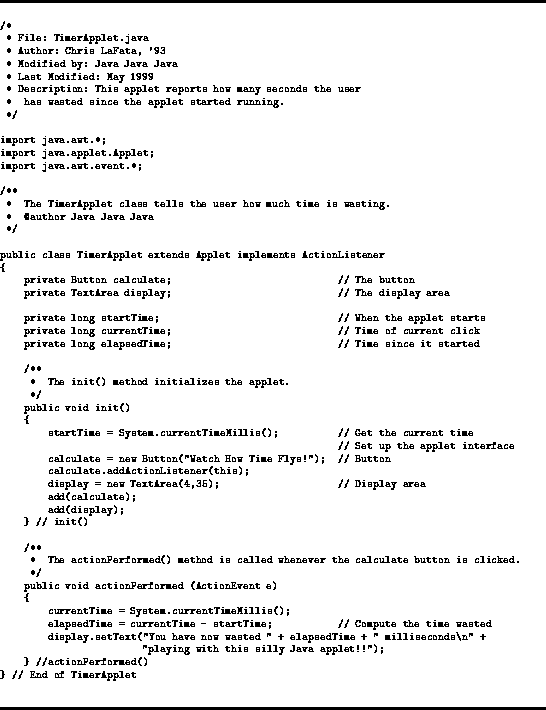 /*
 * File: TimerApplet.java
 * Author: Chris LaFata, '93
 * Modified by: Java Java Java
 * Last Modified: May 1999
 * Description: This applet reports how many seconds the user
 *  has wasted since the applet started running.
 */
import java.awt.*;
import java.applet.Applet;
import java.awt.event.*;
/**
 *  The TimerApplet class tells the user how much time is wasting.
 *  @author Java Java Java
 */
public class TimerApplet extends Applet implements ActionListener
{
    private Button calculate;                            // The button
    private TextArea display;                            // The display area
    private long startTime;                              // When the applet starts
    private long currentTime;                            // Time of current click
    private long elapsedTime;                            // Time since it started
    /**
     *  The init() method initializes the applet.
     */
    public void init()
    {
        startTime = System.currentTimeMillis();          // Get the current time
                                                         // Set up the applet interface
        calculate = new Button("Watch How Time Flys!");  // Button
        calculate.addActionListener(this);
        display = new TextArea(4,35);                    // Display area
        add(calculate);
        add(display);
    } // init()
    /**
     *  The actionPerformed() method is called whenever the calculate button is clicked.
     */
    public void actionPerformed (ActionEvent e)
    {
        currentTime = System.currentTimeMillis();
        elapsedTime = currentTime - startTime;           // Compute the time wasted
        display.setText("You have now wasted " + elapsedTime + " milliseconds\n" +
                        "playing with this silly Java applet!!");
    } //actionPerformed()
} // End of TimerApplet